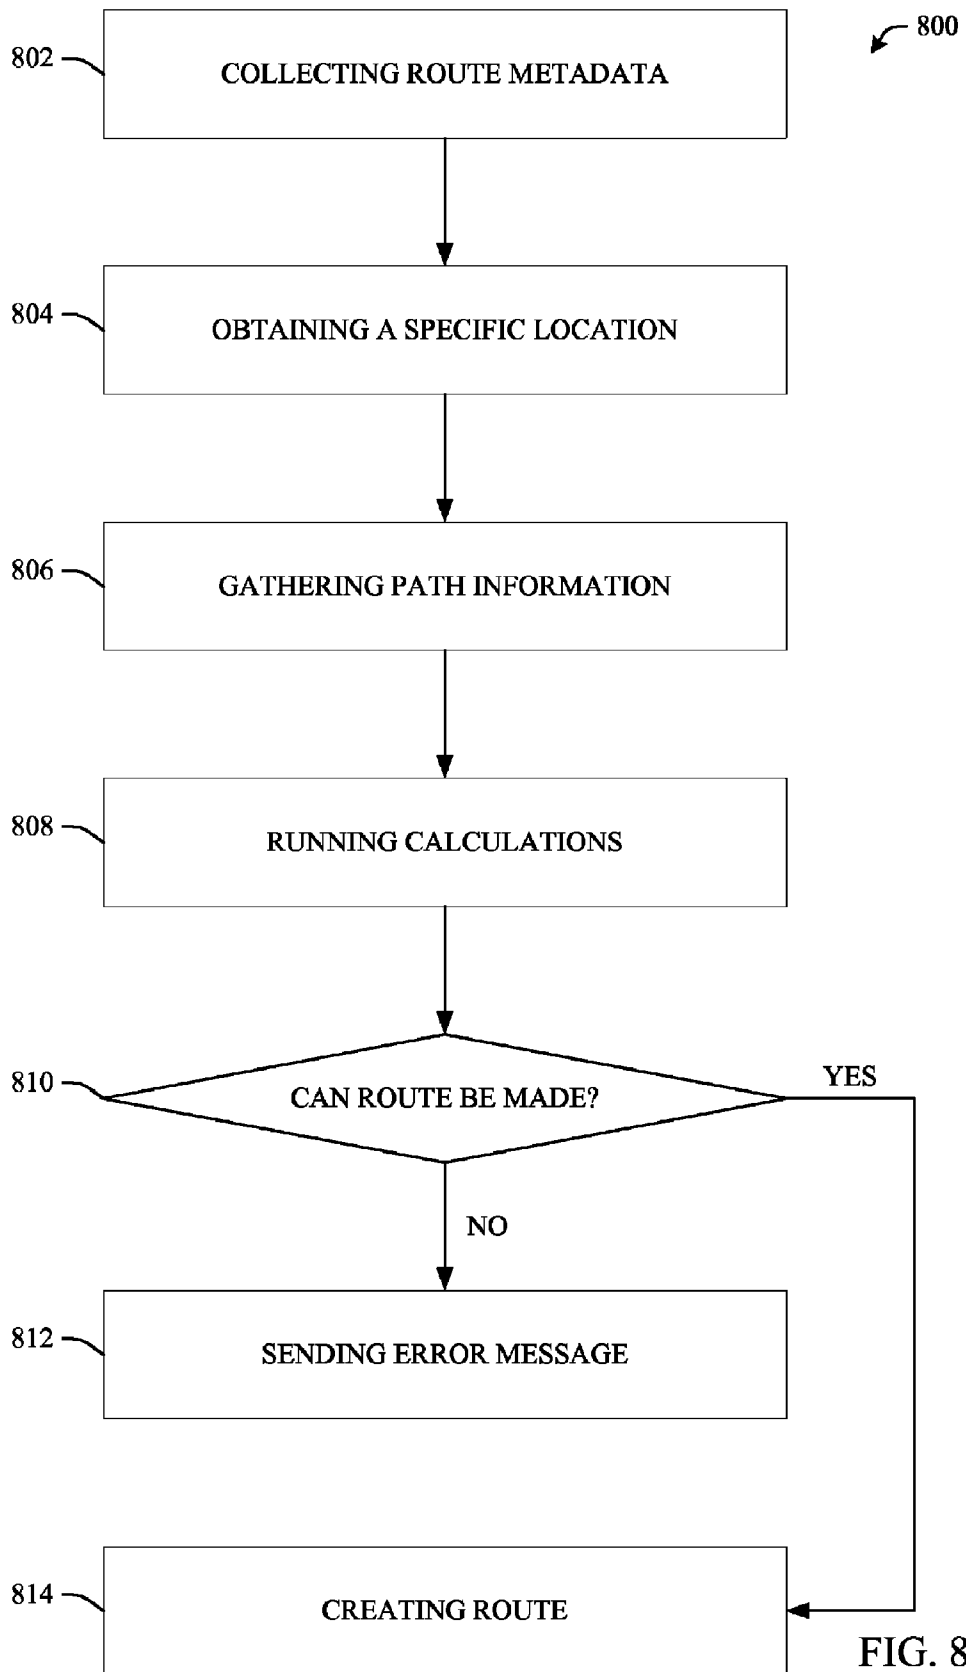 800
802
COLLECTING ROUTE METADATA
804
OBTAINING A SPECIFIC LOCATION
806
GATHERING PATH INFORMATION
808
RUNNING CALCULATIONS
810
CAN ROUTE BE MADE?
YES
NO
812
SENDING ERROR MESSAGE
814
CREATING ROUTE
FIG. 8